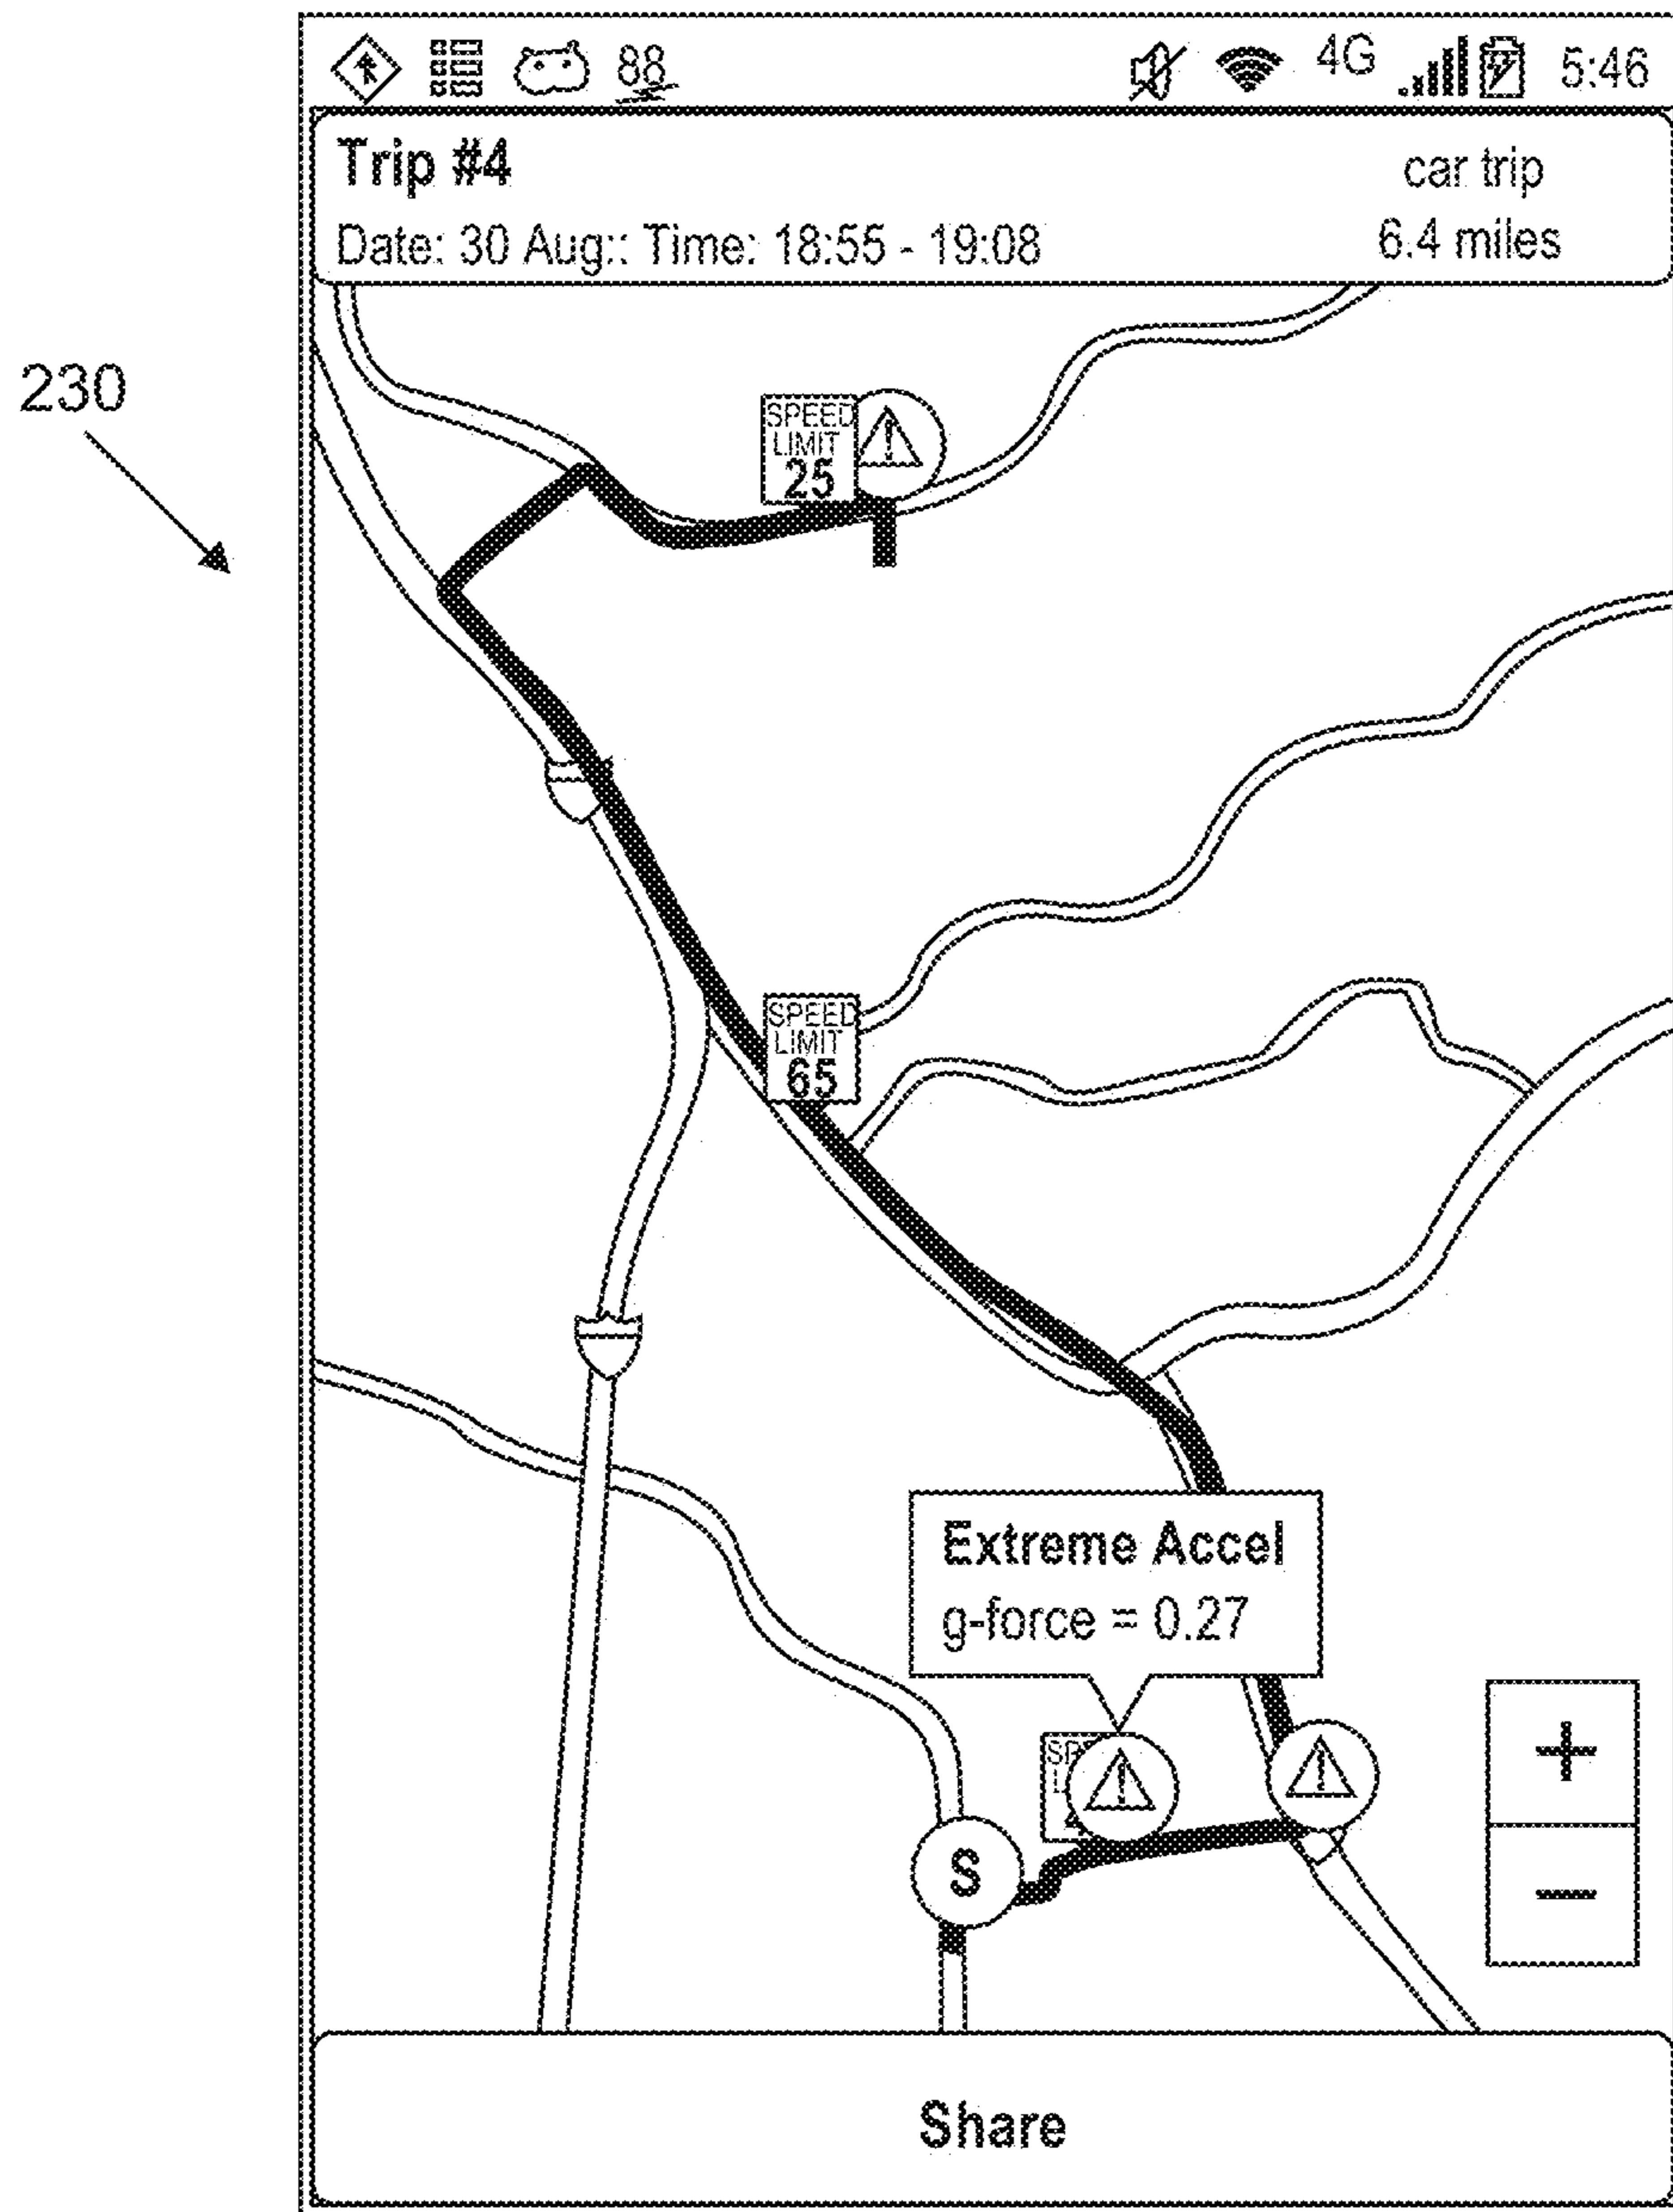 88
4G
5:46
Trip #4
car trip
Date: 30 Aug:: Time: 18:55 - 19:08
6.4 miles
230
SPEED
LIMIT
25
SPEED
LIMIT
65
Extreme Accel
g-force = 0.27
S
+
−
Share